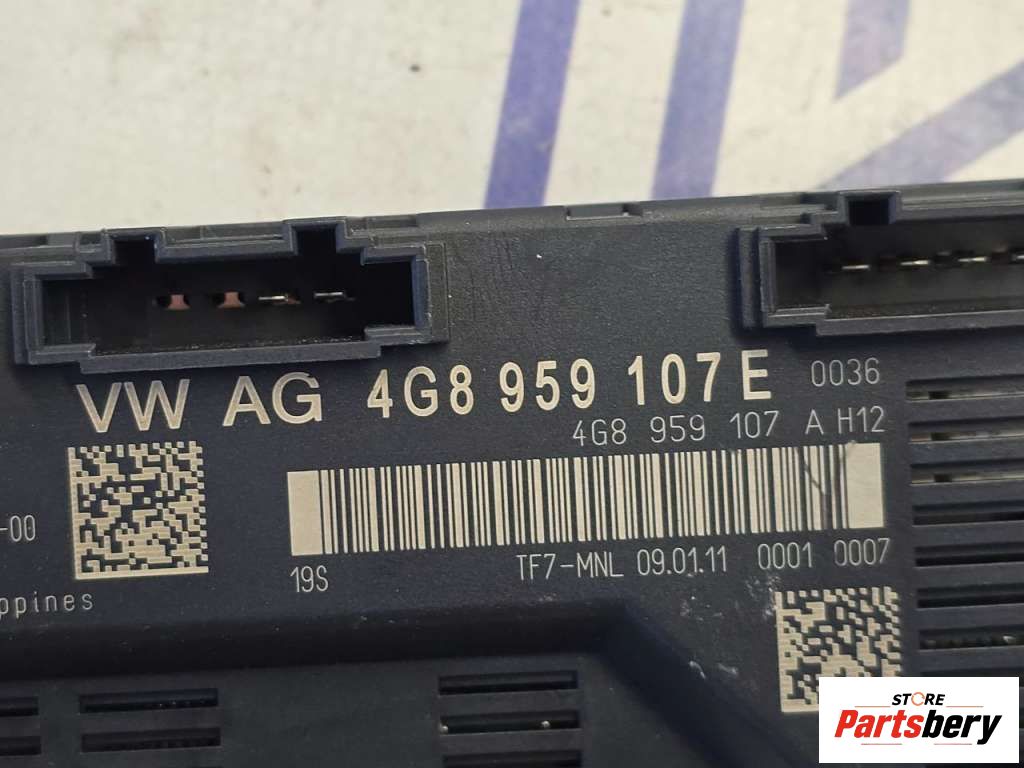 VW AG 4G8 959 107 E 0036
4G8 959 107 A H12
-00
19S TF7-MNL 09.01.11 0001 0007
ppines
STORE
Partsbery